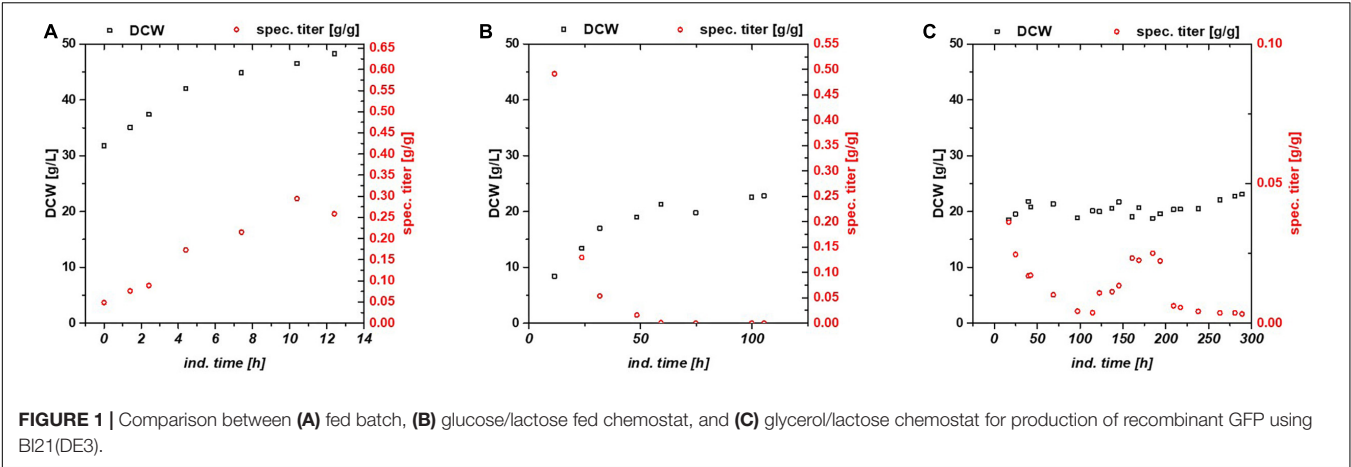 A DCW spec. titer [g/g]
50 40 30 20 10 0
DCW [g/L]
0.65 0.60 0.55 0.50 0.45 0.40 0.35 0.30 0.25 0.20 0.15 0.10 0.05 0.00
spec. titer [g/g]
0 2 4 6 8 10 12 14
ind. time [h]
B DCW spec. titer [g/g]
50 40 30 20 10 0
DCW [g/L]
0.55 0.50 0.45 0.40 0.35 0.30 0.25 0.20 0.15 0.10 0.05 0.00
spec. titer [g/g]
0 50 100
ind. time [h]
C DCW spec. titer [g/g]
50 40 30 20 10 0
DCW [g/L]
0.10 0.05 0.00
spec. titer [g/g]
0 50 100 150 200 250 300
ind. time [h]
FIGURE 1 | Comparison between (A) fed batch, (B) glucose/lactose fed chemostat, and (C) glycerol/lactose chemostat for production of recombinant GFP using
Bl21(DE3).